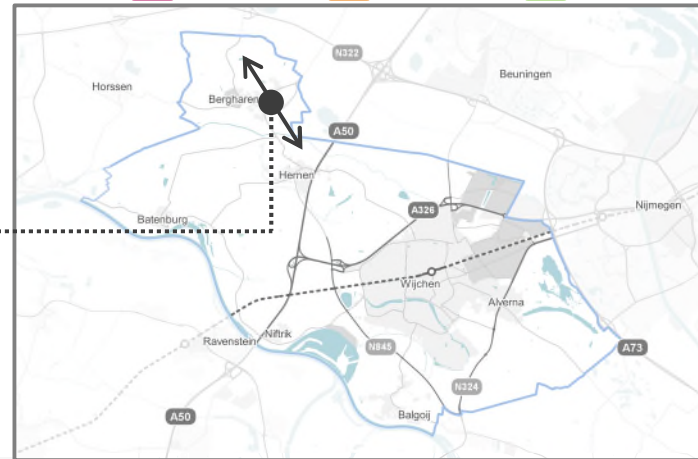 N322
Horssen
Beuningen
Bergharen
A50
Hernen
Nijmegen
A326
Batenburg
Wijchen
Alverna
Ravenstein
Niftrik
N845
A73
N324
A50
Balgoij